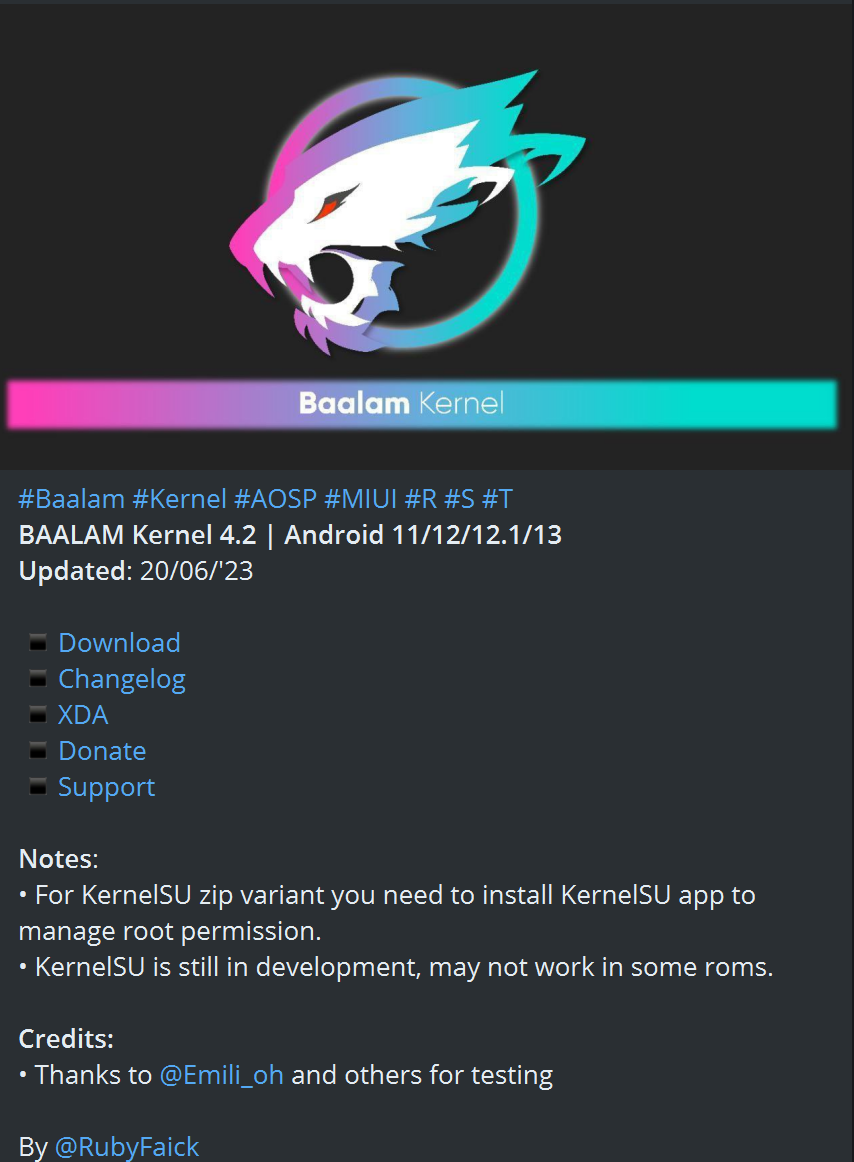 Baalam Kernel
#Baalam #Kernel #AOSP #MIUI #R #S #T
BAALAM Kernel 4.2 | Android 11/12/12.1/13
Updated: 20/06/'23
▪ Download
▪ Changelog
▪ XDA
▪ Donate
▪ Support
Notes:
• For KernelSU zip variant you need to install KernelSU app to
manage root permission.
• KernelSU is still in development, may not work in some roms.
Credits:
• Thanks to @Emili_oh and others for testing
By @RubyFaick